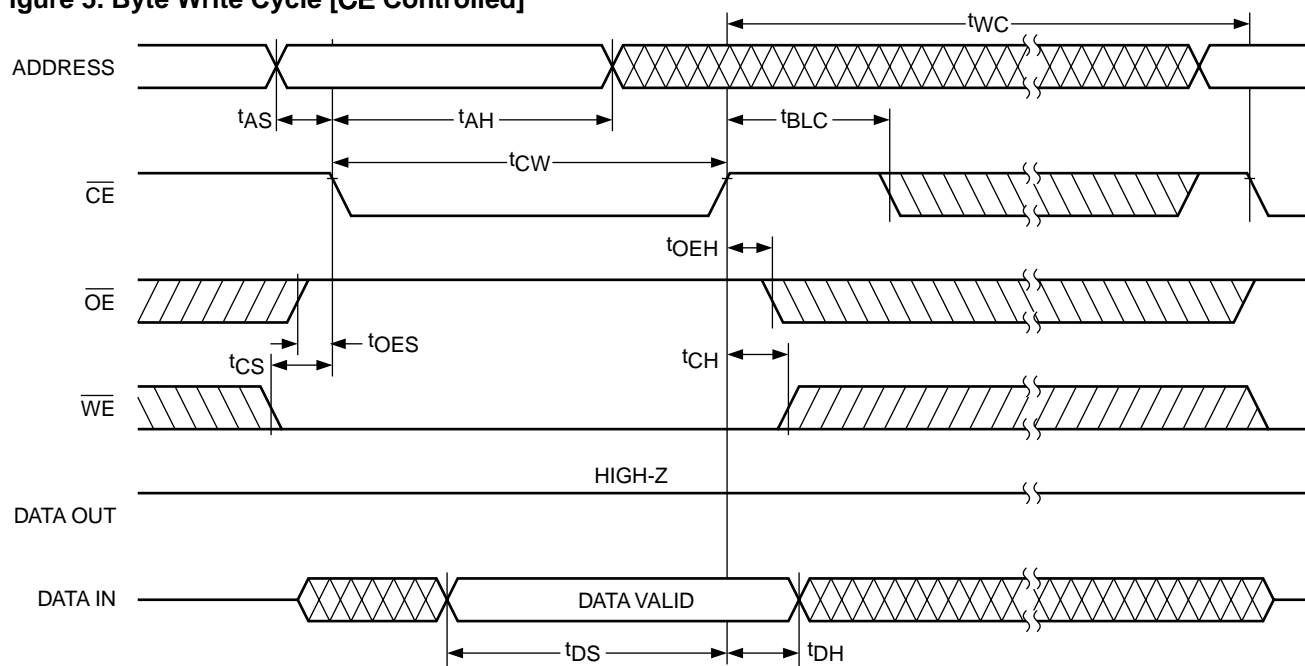 igure 5. Byte Write Cycle [CE Controlled]
tWC
ADDRESS
tAS
tAH
tBLC
tCW
CE
tOEH
OE
tOES
tCS
tCH
WE
HIGH-Z
DATA OUT
DATA IN
DATA VALID
tDS
tDH